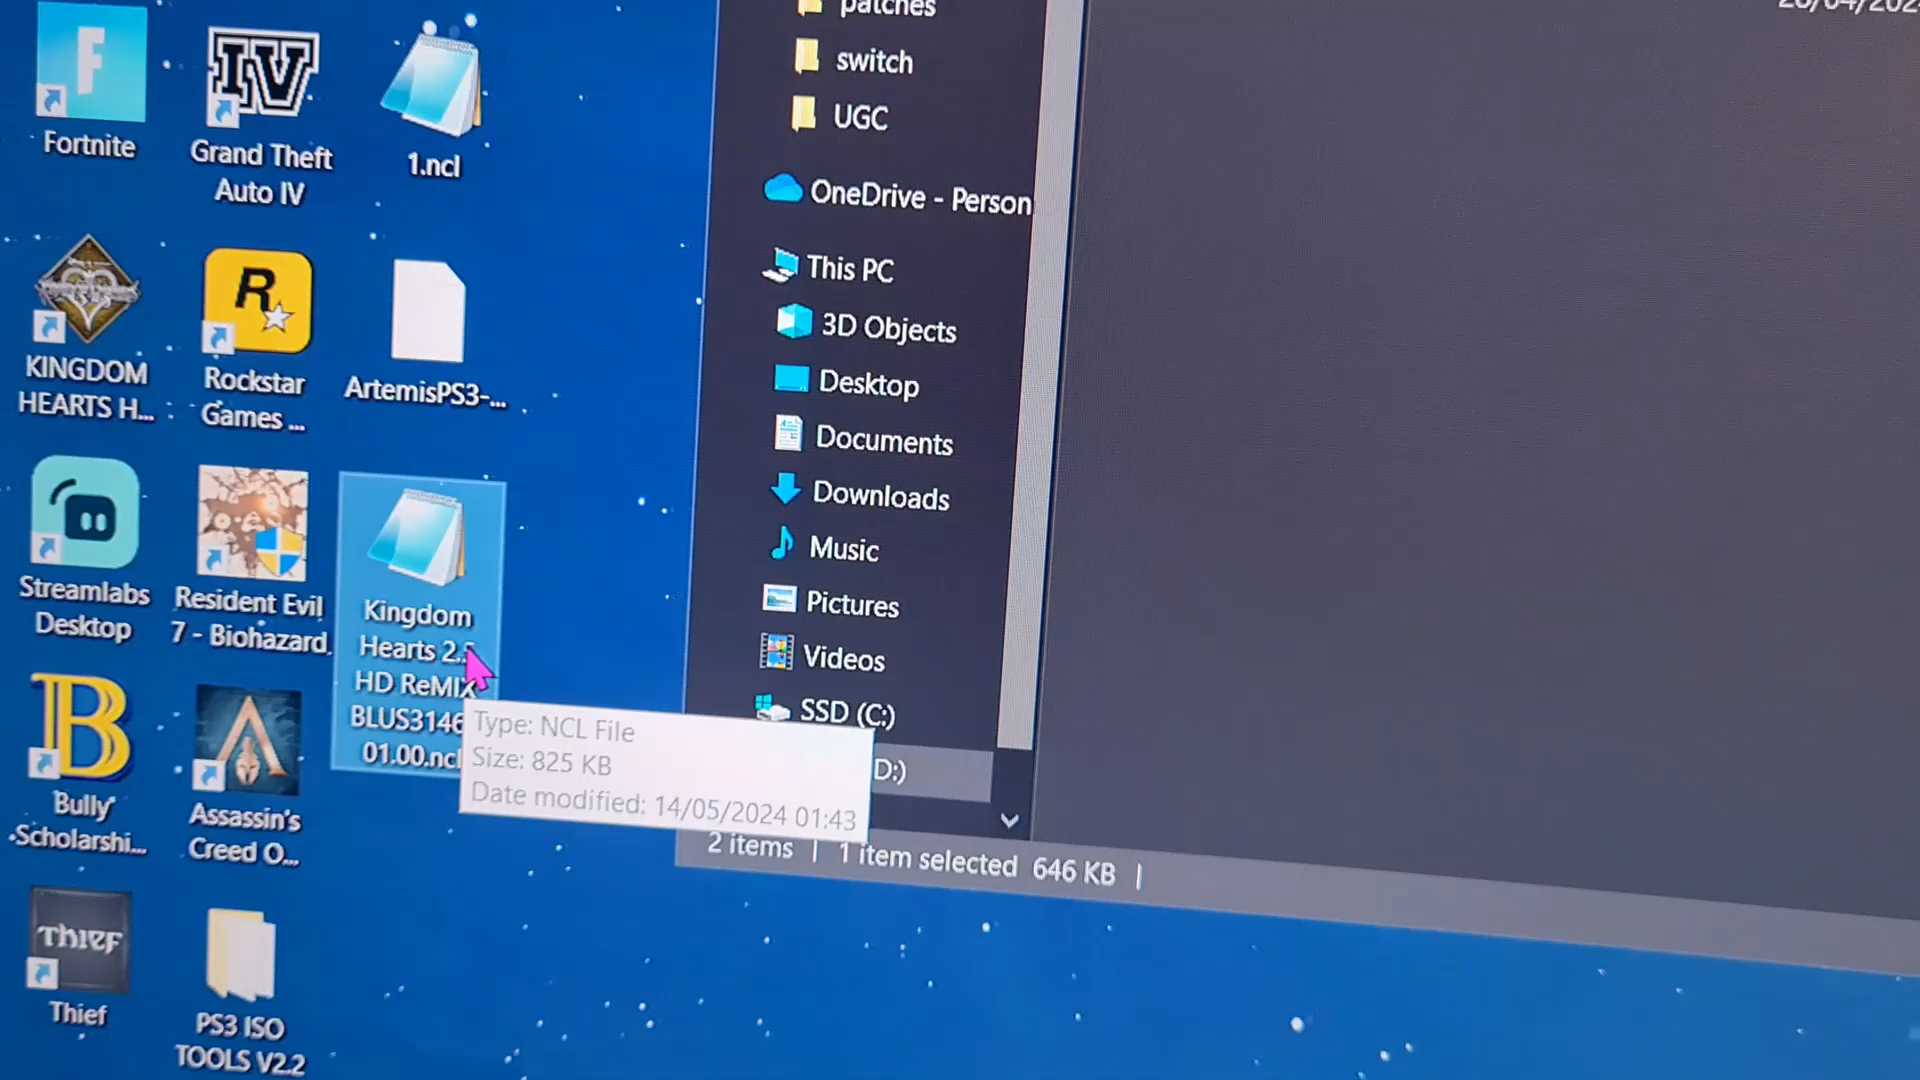 Fortnite
Grand Theft
Auto IV
1.ncl
KINGDOM
HEARTS H...
Rockstar
Games ...
ArtemisPS3-...
Streamlabs
Desktop
Resident Evil
7 - Biohazard
Kingdom
Hearts 2.5
HD ReMIX
BLUS3146
01.00.ncl
Bully
Scholarshi...
Assassin's
Creed O...
THIEF
Thief
PS3 ISO
TOOLS V2.2
patches
switch
UGC
OneDrive - Person
This PC
3D Objects
Desktop
Documents
Downloads
Music
Pictures
Videos
SSD (C:)
D:)
Type: NCL File
Size: 825 KB
Date modified: 14/05/2024 01:43
2 items | 1 item selected 646 KB |